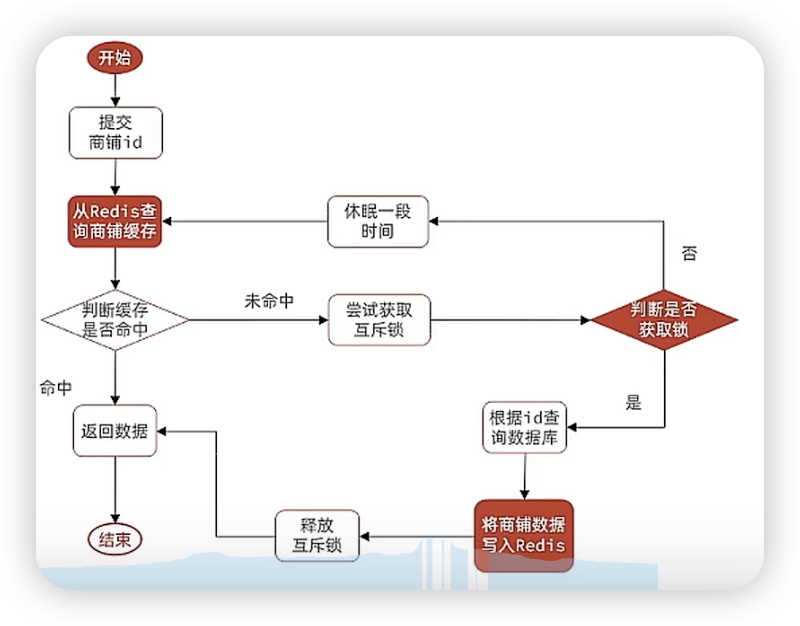 开始
提交
商铺id
从Redis查
询商铺缓存
休眠一段
时间
否
判断缓存
是否命中
未命中
尝试获取
互斥锁
判断是否
获取锁
命中
是
返回数据
根据id查
询数据库
将商铺数据
写入Redis
释放
互斥锁
结束